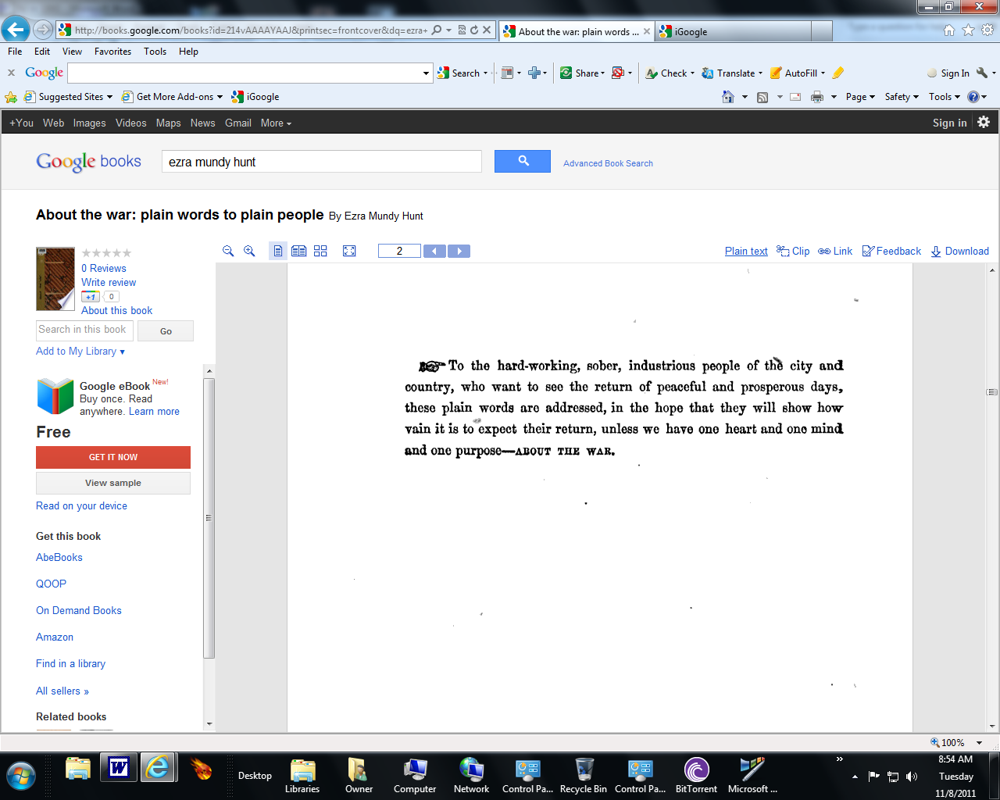 http://books.google.com/books?id=214vAAAAYAAJ&printsec=frontcover&dq=ezra+
About the war: plain words ...
iGoogle
File Edit View Favorites Tools Help
x Google Search Share Check Translate AutoFill Sign In
Suggested Sites Get More Add-ons iGoogle Page Safety Tools
+You Web Images Videos Maps News Gmail More Sign in
Google books ezra mundy hunt Advanced Book Search
About the war: plain words to plain people By Ezra Mundy Hunt
2 Plain text Clip Link Feedback Download
0 Reviews
Write review
+1 0
About this book
Search in this book Go
Add to My Library ▾
Google eBook New!
Buy once. Read
anywhere. Learn more
Free
GET IT NOW
View sample
Read on your device
Get this book
AbeBooks
QOOP
On Demand Books
Amazon
Find in a library
All sellers »
Related books
To the hard-working, sober, industrious people of the city and
country, who want to see the return of peaceful and prosperous days,
these plain words are addressed, in the hope that they will show how
vain it is to expect their return, unless we have one heart and one mind
and one purpose—ABOUT THE WAR.
100%
Desktop
Libraries
Owner
Computer
Network
Control Pa...
Recycle Bin
Control Pa...
BitTorrent
Microsoft ...
»
8:54 AM
Tuesday
11/8/2011